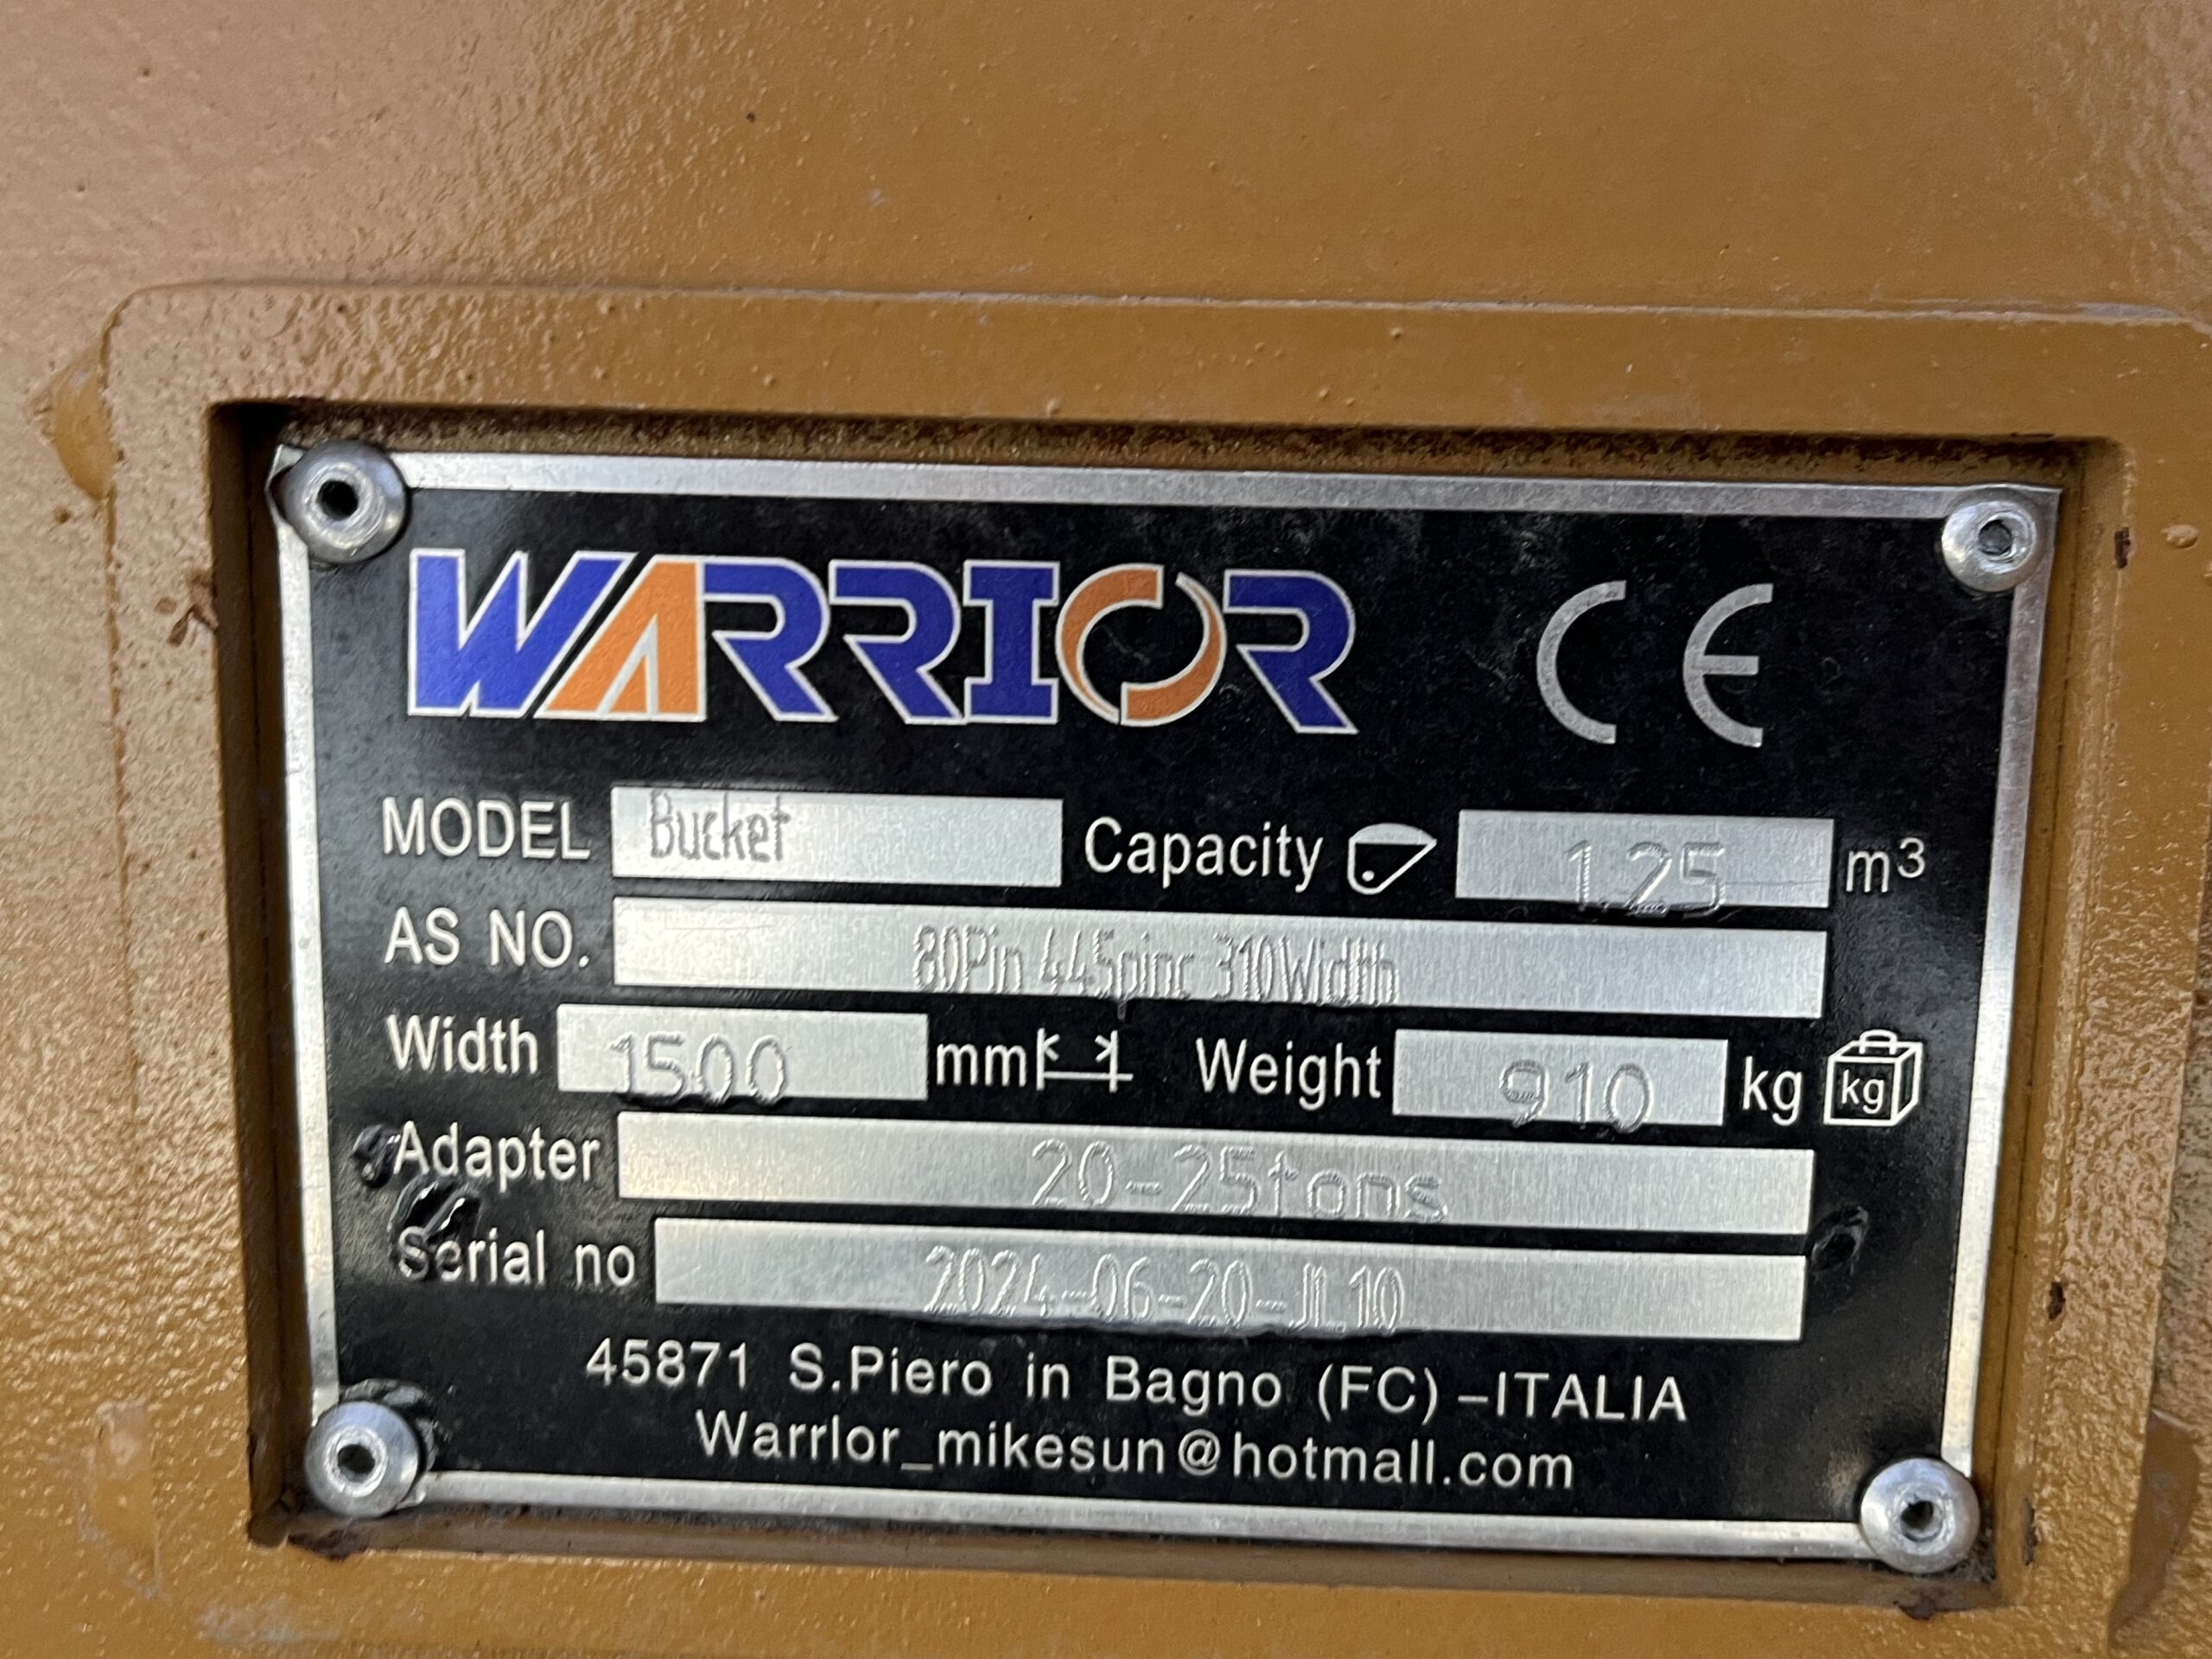 WARRIOR CE
MODEL Bucket Capacity 1.25 m³
AS NO. 80Pin 445pinc 310Width
Width 1500 mm Weight 910 kg kg
Adapter 20-25tons
Serial no 2024-06-20-JL10
45871 S.Piero in Bagno (FC) -ITALIA
Warrlor_mikesun@hotmall.com